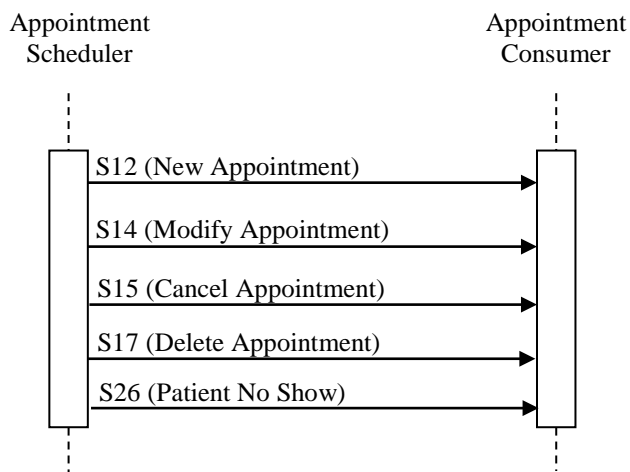 Appointment
Scheduler
Appointment
Consumer
S12 (New Appointment)
S14 (Modify Appointment)
S15 (Cancel Appointment)
S17 (Delete Appointment)
S26 (Patient No Show)